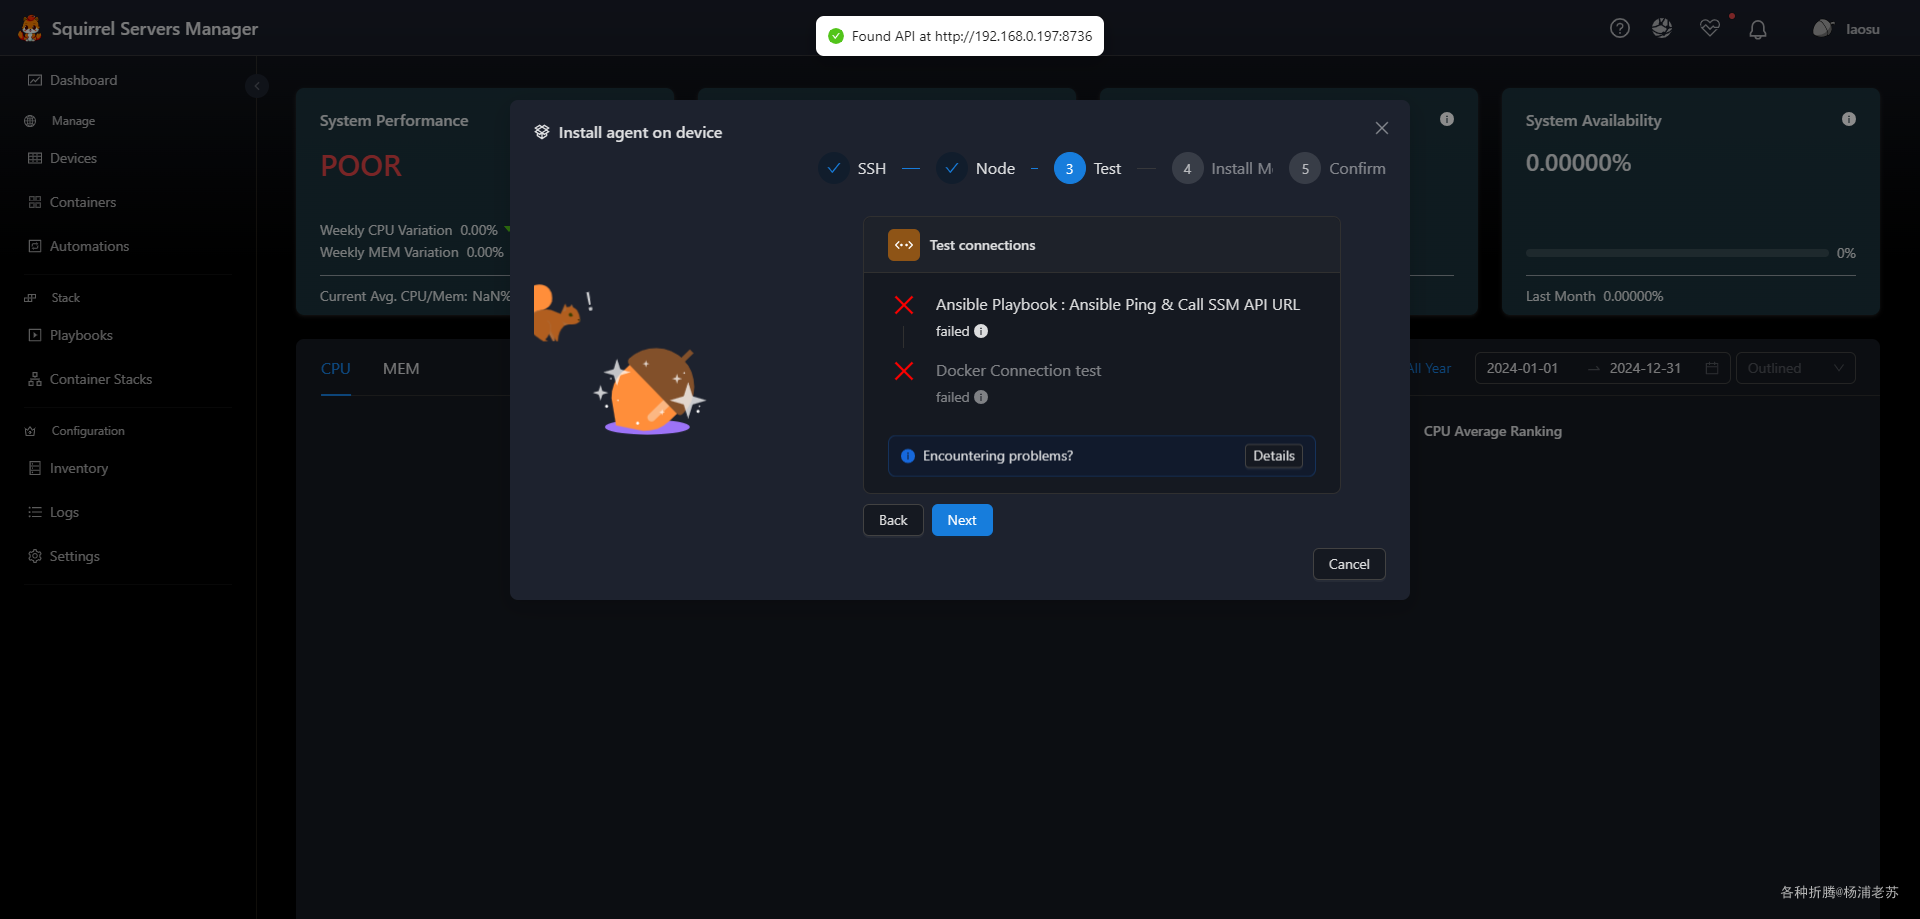 Squirrel Servers Manager
Found API at http://192.168.0.197:8736
laosu
Dashboard
Manage
Devices
Containers
Automations
Stack
Playbooks
Container Stacks
Configuration
Inventory
Logs
Settings
System Performance
POOR
Weekly CPU Variation 0.00%
Weekly MEM Variation 0.00%
Current Avg. CPU/Mem: NaN%
System Availability
0.00000%
0%
Last Month 0.00000%
CPU
MEM
All Year
2024-01-01
2024-12-31
Outlined
CPU Average Ranking
Install agent on device
SSH
Node
3 Test
4 Install M
5 Confirm
Test connections
Ansible Playbook : Ansible Ping & Call SSM API URL
failed
Docker Connection test
failed
Encountering problems?
Details
Back
Next
Cancel
各种折腾@杨浦老苏